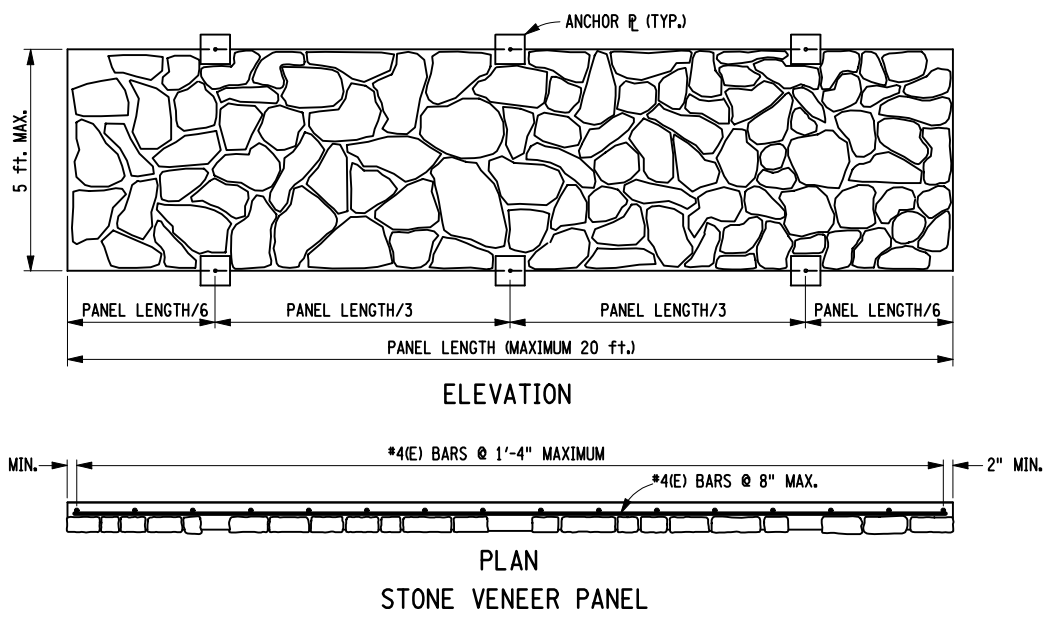 ANCHOR ℄ (TYP.)
5 ft. MAX.
PANEL LENGTH/6
PANEL LENGTH/3
PANEL LENGTH/3
PANEL LENGTH/6
PANEL LENGTH (MAXIMUM 20 ft.)
ELEVATION
MIN.
#4(E) BARS @ 1'-4" MAXIMUM
2" MIN.
#4(E) BARS @ 8" MAX.
PLAN
STONE VENEER PANEL